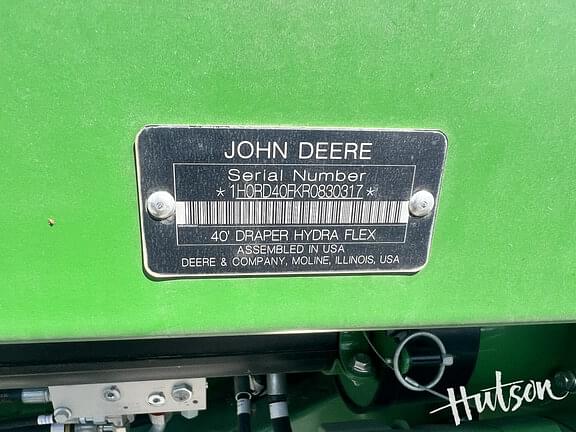 JOHN DEERE
Serial Number
*1H0RD40FKR0830317*
40' DRAPER HYDRA FLEX
ASSEMBLED IN USA
DEERE & COMPANY, MOLINE, ILLINOIS, USA
Hutson